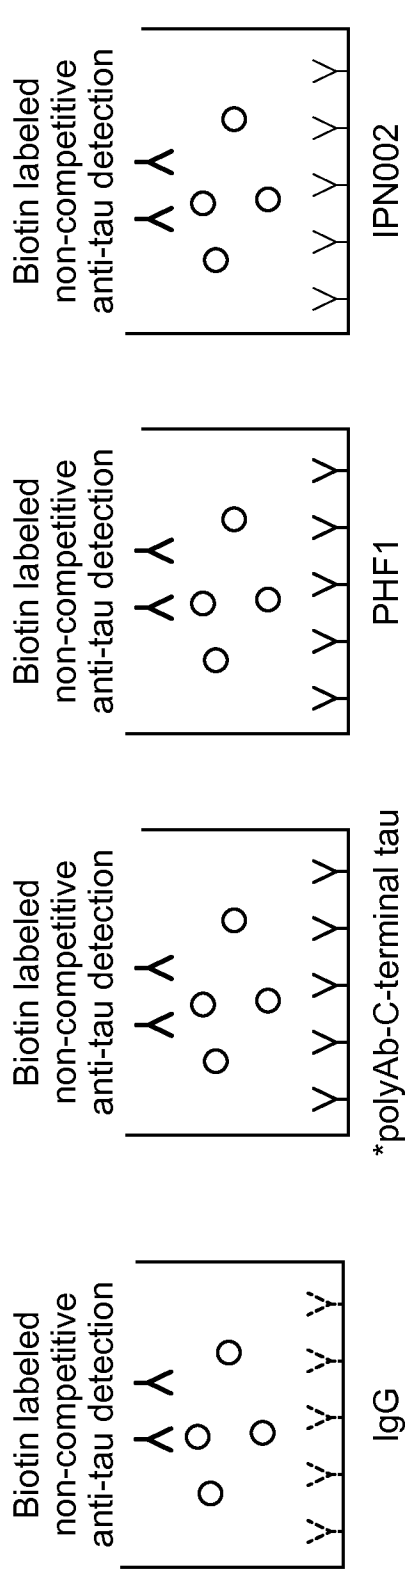 Biotin labeled
non-competitive
anti-tau detection
IgG
Biotin labeled
non-competitive
anti-tau detection
*polyAb-C-terminal tau
Biotin labeled
non-competitive
anti-tau detection
PHF1
Biotin labeled
non-competitive
anti-tau detection
IPN002